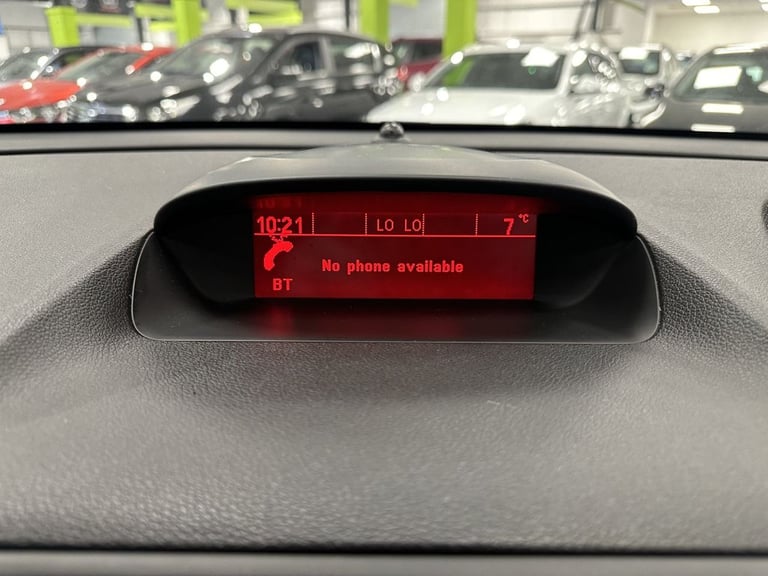 10:21 LO LO 7 °C
No phone available
BT